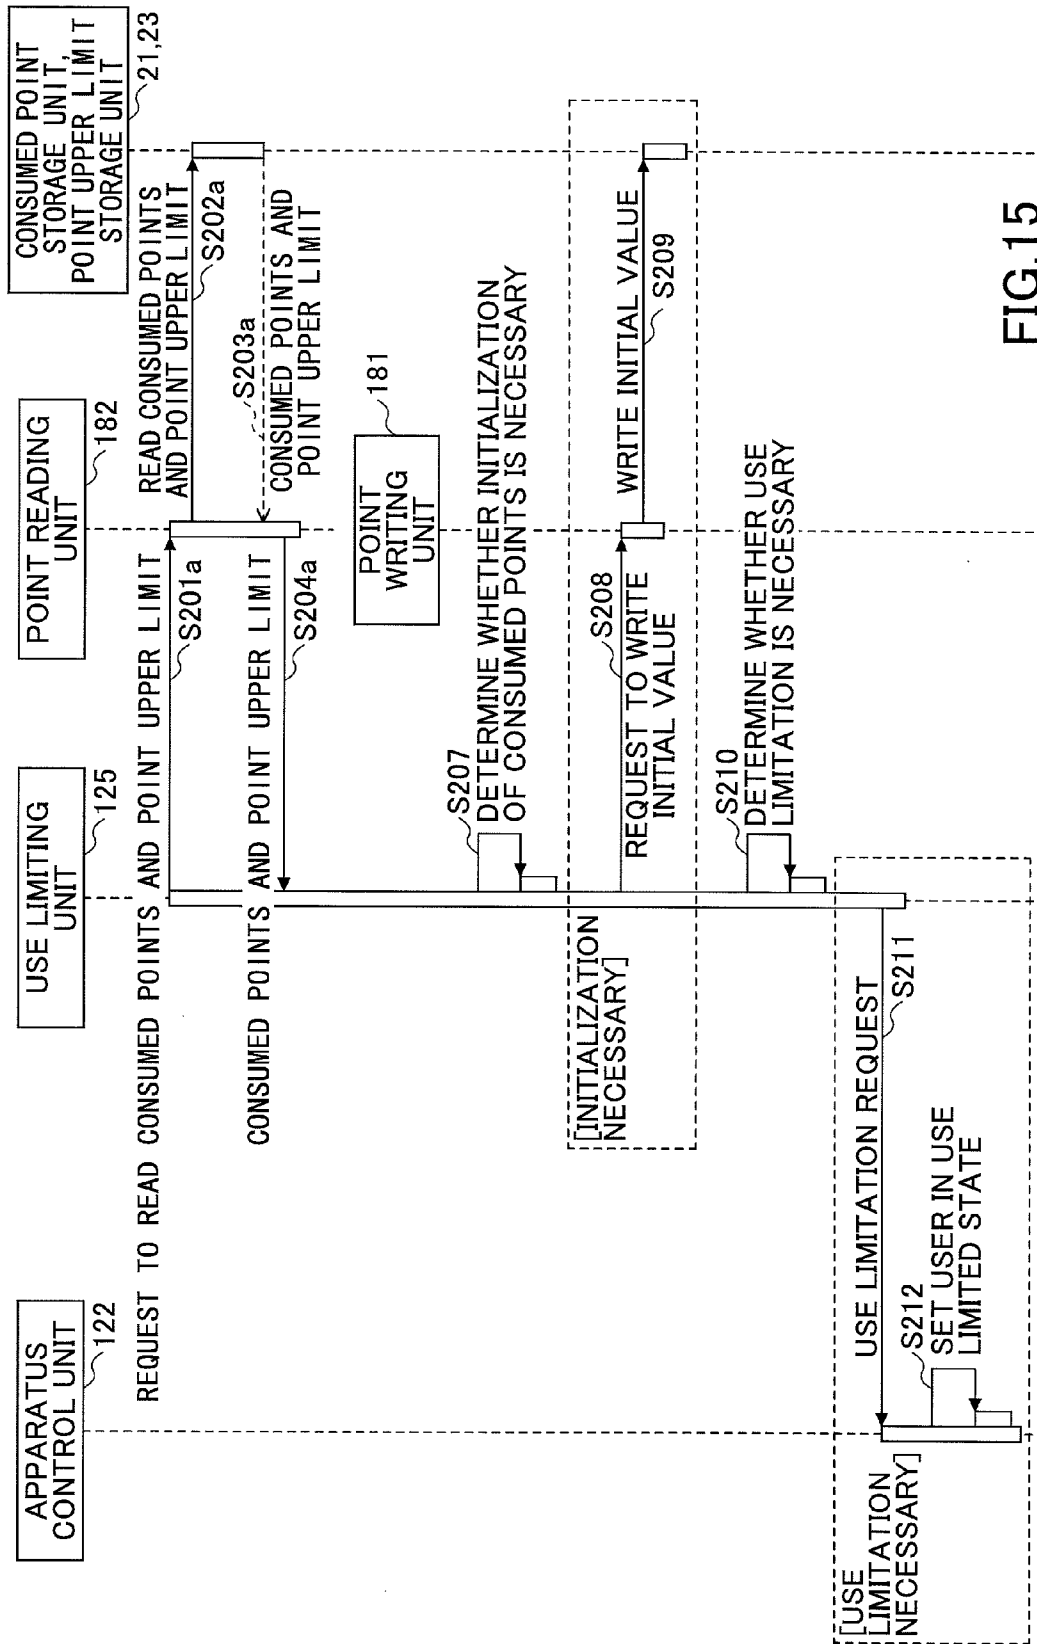 APPARATUS
CONTROL UNIT
122
USE LIMITING
UNIT
125
POINT READING
UNIT
182
CONSUMED POINT
STORAGE UNIT,
POINT UPPER LIMIT
STORAGE UNIT
21,23
REQUEST TO READ CONSUMED POINTS AND POINT UPPER LIMIT
S201a
READ CONSUMED POINTS
AND POINT UPPER LIMIT
S202a
S203a
CONSUMED POINTS AND
POINT UPPER LIMIT
CONSUMED POINTS AND POINT UPPER LIMIT
S204a
POINT
WRITING
UNIT
181
S207
DETERMINE WHETHER INITIALIZATION
OF CONSUMED POINTS IS NECESSARY
[INITIALIZATION
NECESSARY]
S208
REQUEST TO WRITE
INITIAL VALUE
WRITE INITIAL VALUE
S209
S210
DETERMINE WHETHER USE
LIMITATION IS NECESSARY
[USE
LIMITATION
NECESSARY]
USE LIMITATION REQUEST
S211
S212
SET USER IN USE
LIMITED STATE
FIG.15